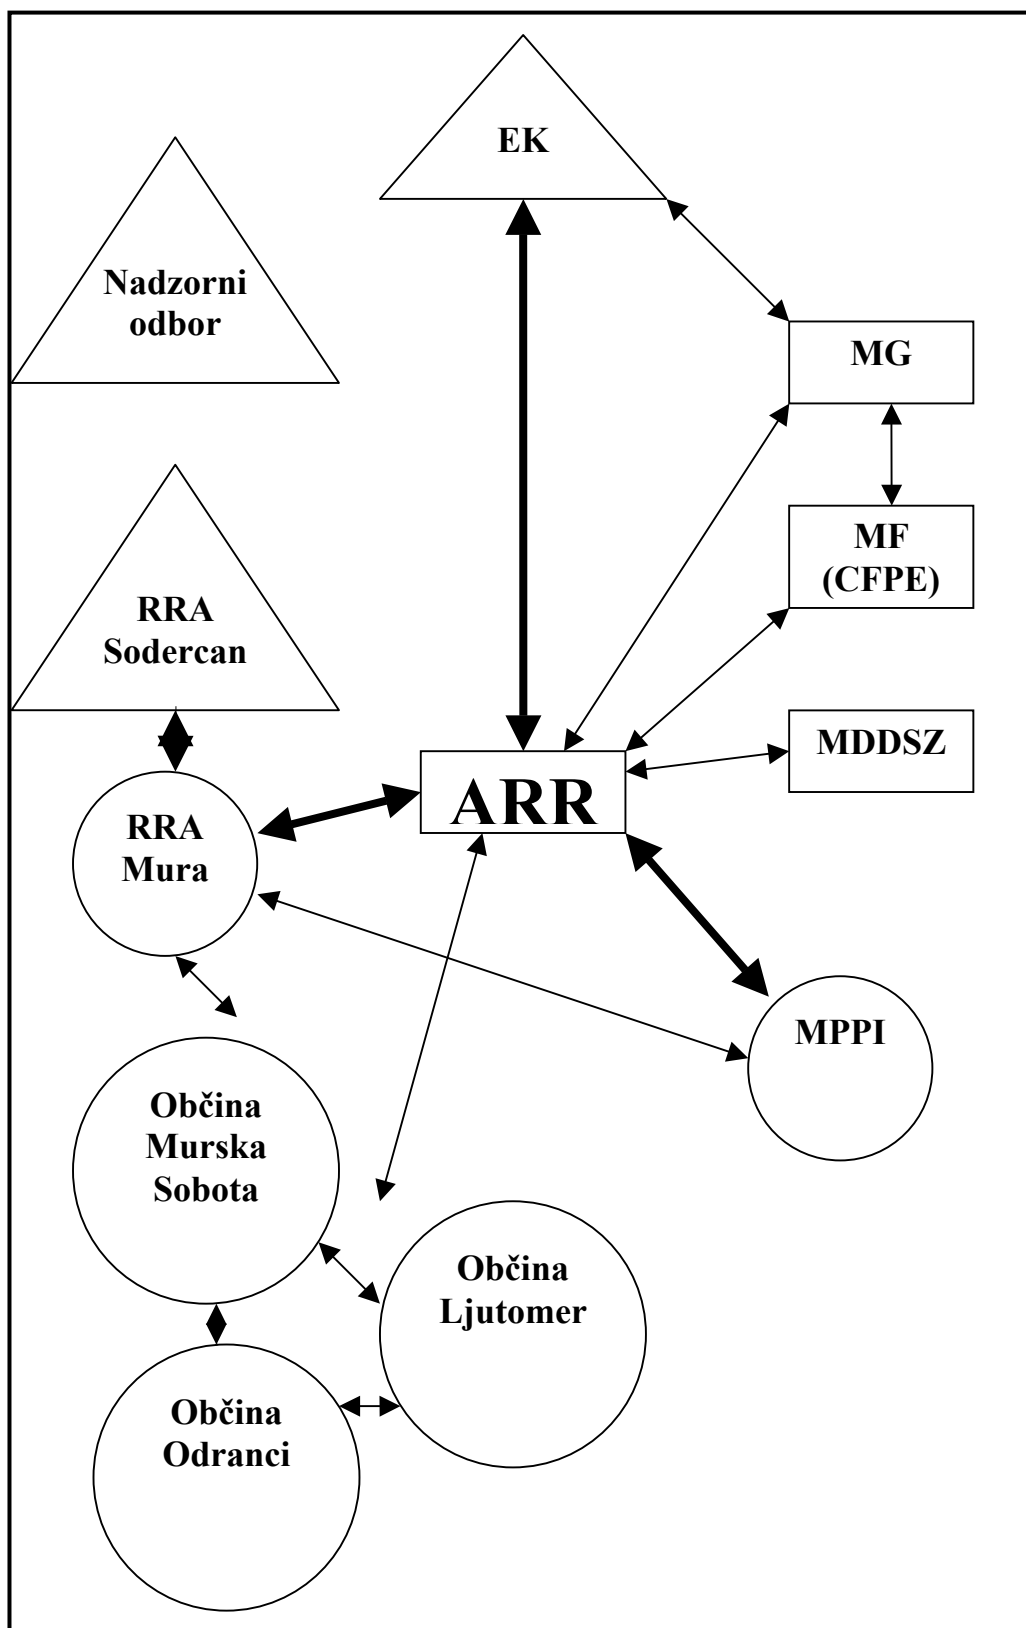 EK
Nadzorni
odbor
MG
MF
(CFPE)
RRA
Sodercan
MDDSZ
ARR
RRA
Mura
MPPI
Občina
Murska
Sobota
Občina
Ljutomer
Občina
Odranci